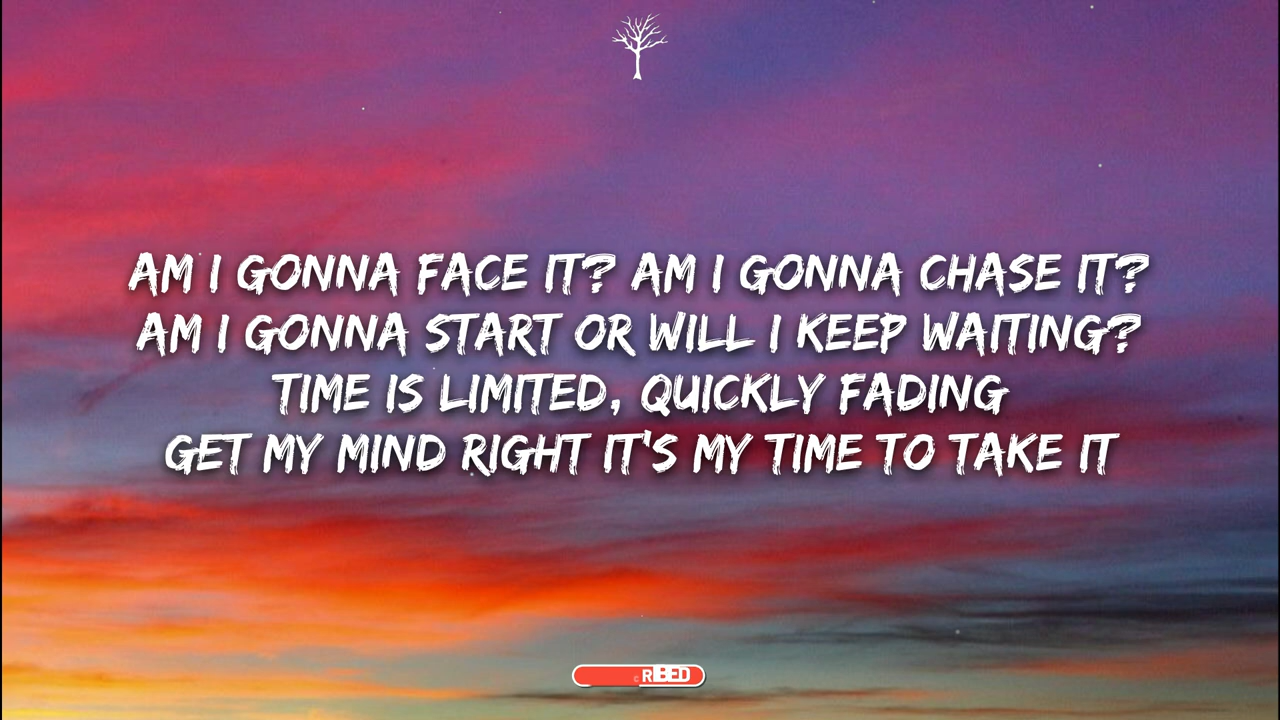 AM I GONNA FACE IT? AM I GONNA CHASE IT?
AM I GONNA START OR WILL I KEEP WAITING?
TIME IS LIMITED, QUICKLY FADING
GET MY MIND RIGHT IT'S MY TIME TO TAKE IT